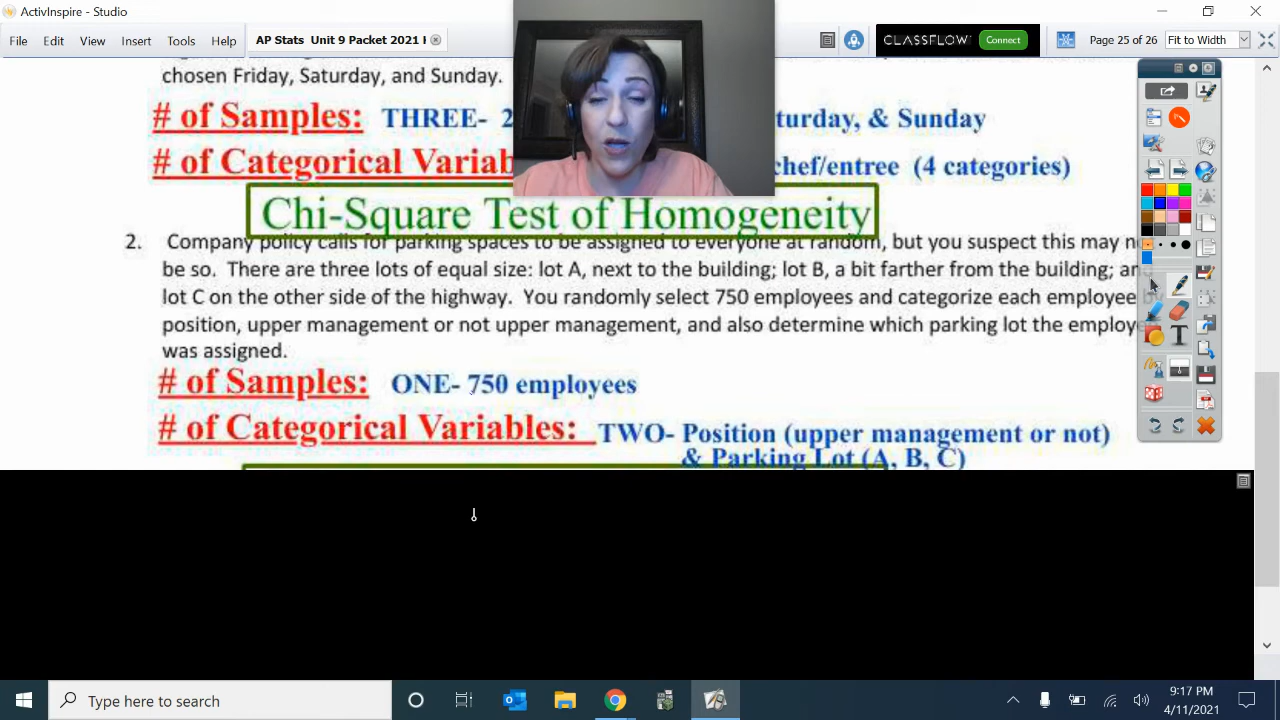 ActivInspire - Studio
File Edit View Insert Tools Help
AP Stats Unit 9 Packet 2021
CLASSFLOW Connect
Page 25 of 26
Fit to Width
chosen Friday, Saturday, and Sunday.
# of Samples: THREE- & Sunday
# of Categorical chef/entree (4 categories)
Chi-Square Test of Homogeneity
2. Company policy calls for parking spaces to be assigned to everyone at random, but you suspect this may
be so. There are three lots of equal size: lot A, next to the building; lot B, a bit farther from the building;
lot C on the other side of the highway. You randomly select 750 employees and categorize each employee
position, upper management or not upper management, and also determine which parking lot the
was assigned.
# of Samples: ONE- 750 employees
# of Categorical Variables: TWO- Position (upper management or not)
& Parking Lot (A, B, C)
Type here to search
9:17 PM
4/11/2021